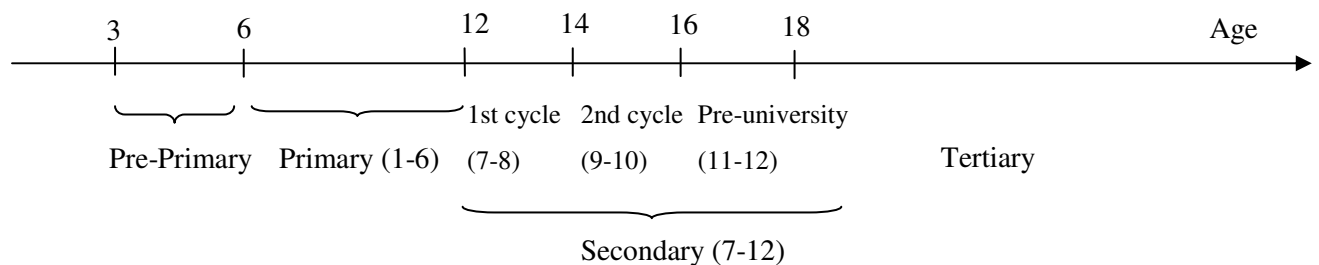 3 6 12 14 16 18 Age
1st cycle 2nd cycle Pre-university
Pre-Primary Primary (1-6) (7-8) (9-10) (11-12) Tertiary
Secondary (7-12)